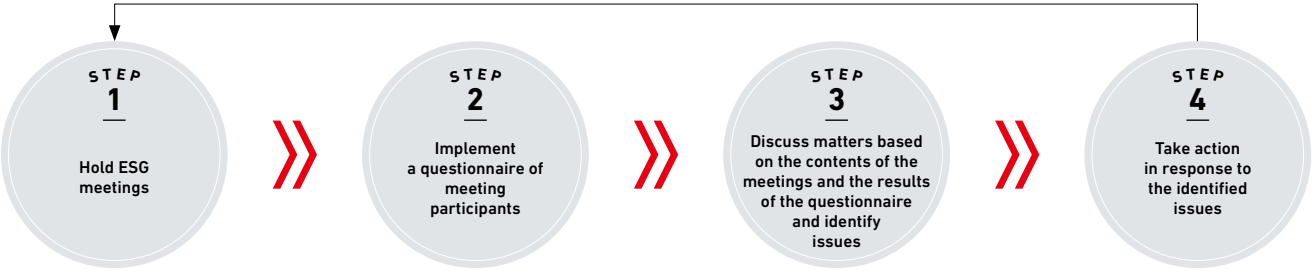 STEP
1
Hold ESG
meetings
STEP
2
Implement
a questionnaire of
meeting
participants
STEP
3
Discuss matters based
on the contents of the
meetings and the results
of the questionnaire
and identify
issues
STEP
4
Take action
in response to
the identified
issues